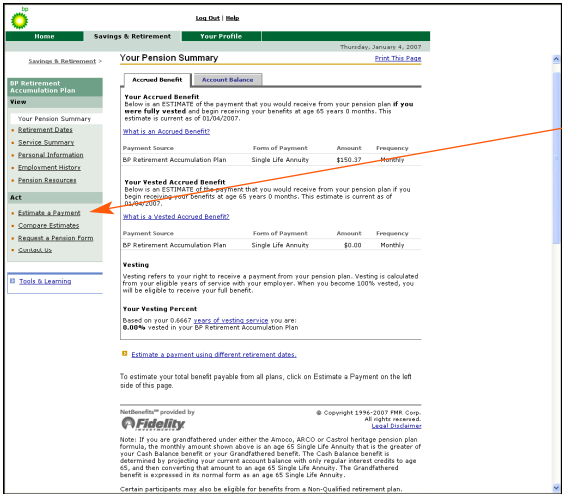 bp
Log Out | Help
Home
Savings & Retirement
Your Profile
Thursday, January 4, 2007
Savings & Retirement >
Your Pension Summary
Print This Page
BP Retirement
Accumulation Plan
View
Your Pension Summary
Retirement Dates
Service Summary
Personal Information
Employment History
Pension Resources
Act
Estimate a Payment
Compare Estimates
Request a Pension Form
Contact Us
Tools & Learning
Accrued Benefit
Account Balance
Your Accrued Benefit
Below is an ESTIMATE of the payment that you would receive from your pension plan if you
were fully vested and begin receiving your benefits at age 65 years 0 months. This
estimate is current as of 01/04/2007.
What is an Accrued Benefit?
Payment Source Form of Payment Amount Frequency
BP Retirement Accumulation Plan Single Life Annuity $150.37 Monthly
Your Vested Accrued Benefit
Below is an ESTIMATE of the payment that you would receive from your pension plan if you
begin receiving your benefits at age 65 years 0 months. This estimate is current as of
01/04/2007.
What is a Vested Accrued Benefit?
Payment Source Form of Payment Amount Frequency
BP Retirement Accumulation Plan Single Life Annuity $0.00 Monthly
Vesting
Vesting refers to your right to receive a payment from your pension plan. Vesting is calculated
from your eligible years of service with your employer. When you become 100% vested, you
will be eligible to receive your full benefit.
Your Vesting Percent
Based on your 0.6667 years of vesting service you are:
0.00% vested in your BP Retirement Accumulation Plan
Estimate a payment using different retirement dates.
To estimate your total benefit payable from all plans, click on Estimate a Payment on the left
side of this page.
NetBenefits℠ provided by
Fidelity
INVESTMENTS
© Copyright 1996-2007 FMR Corp.
All rights reserved.
Legal Disclaimer
Note: If you are grandfathered under either the Amoco, ARCO or Castrol heritage pension plan
formula, the monthly amount shown above is an age 65 Single Life Annuity that is the greater of
your Cash Balance benefit or your Grandfathered benefit. The Cash Balance benefit is
determined by projecting your current account balance with only regular interest credits to age
65, and then converting that amount to an age 65 Single Life Annuity. The Grandfathered
benefit is expressed in its normal form as an age 65 Single Life Annuity.
Certain participants may also be eligible for benefits from a Non-Qualified retirement plan.